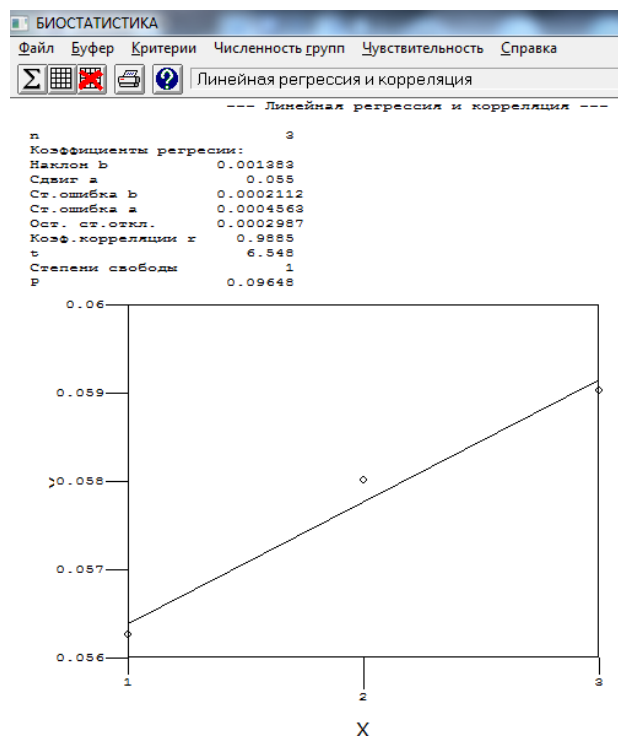 БИОСТАТИСТИКА
Файл Буфер Критерии Численность групп Чувствительность Справка
Линейная регрессия и корреляция
--- Линейная регрессия и корреляция ---
n 3
Коэффициенты регресии:
Наклон b 0.001383
Сдвиг a 0.055
Ст.ошибка b 0.0002112
Ст.ошибка a 0.0004563
Ост. ст.откл. 0.0002987
Коэф.корреляции r 0.9885
t 6.548
Степени свободы 1
P 0.09648
0.06
0.059
0.058
0.057
0.056
1
2
3
X